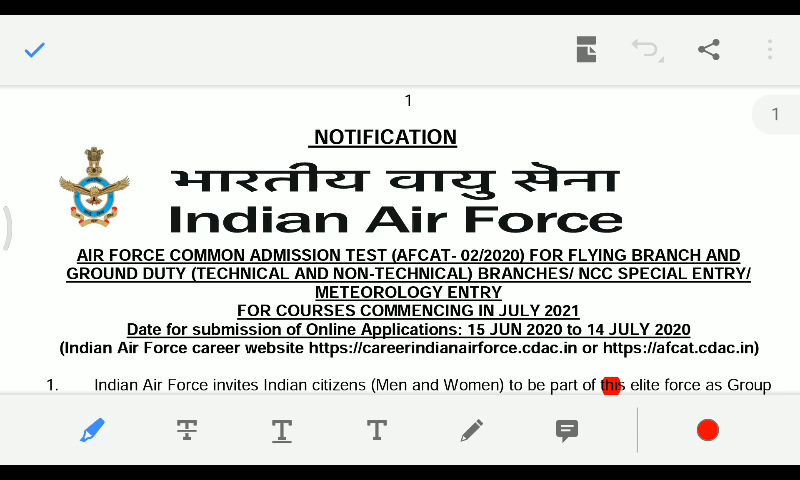 1
1
NOTIFICATION
भारतीय वायु सेना
Indian Air Force
AIR FORCE COMMON ADMISSION TEST (AFCAT- 02/2020) FOR FLYING BRANCH AND
GROUND DUTY (TECHNICAL AND NON-TECHNICAL) BRANCHES/ NCC SPECIAL ENTRY/
METEOROLOGY ENTRY
FOR COURSES COMMENCING IN JULY 2021
Date for submission of Online Applications: 15 JUN 2020 to 14 JULY 2020
(Indian Air Force career website https://careerindianairforce.cdac.in or https://afcat.cdac.in)
1. Indian Air Force invites Indian citizens (Men and Women) to be part of this elite force as Group
T T T